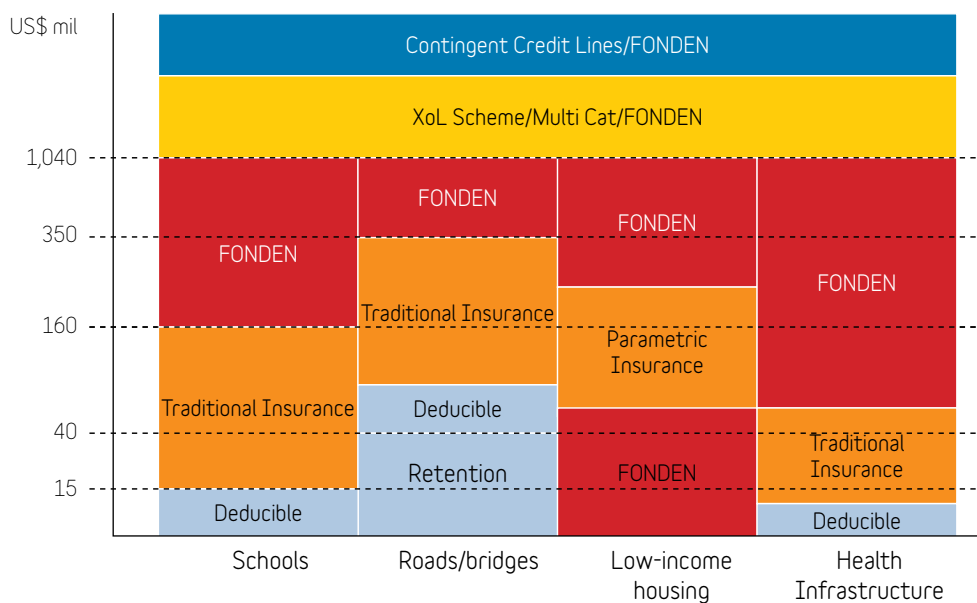 US$ mil
Contingent Credit Lines/FONDEN
XoL Scheme/Multi Cat/FONDEN
1,040
FONDEN
350
FONDEN
FONDEN
FONDEN
Traditional Insurance
160
Parametric
Insurance
Traditional Insurance
Deducible
40
Traditional
Insurance
Retention
FONDEN
15
Deducible
Deducible
Schools
Roads/bridges
Low-income
housing
Health
Infrastructure